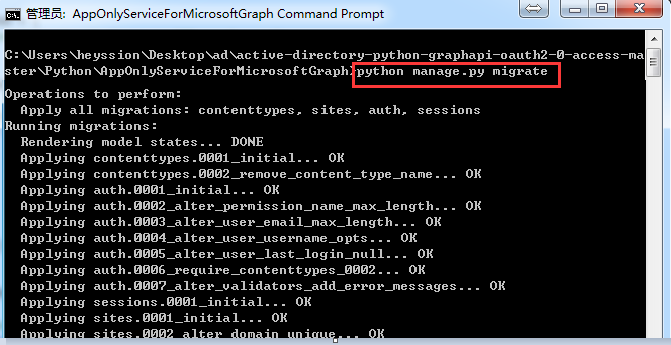 管理员: AppOnlyServiceForMicrosoftGraph Command Prompt
C:\Users\heyssion\Desktop\ad\active-directory-python-graphapi-oauth2-0-access-ma
ster\Python\AppOnlyServiceForMicrosoftGraph>python manage.py migrate
Operations to perform:
Apply all migrations: contenttypes, sites, auth, sessions
Running migrations:
Rendering model states... DONE
Applying contenttypes.0001_initial... OK
Applying contenttypes.0002_remove_content_type_name... OK
Applying auth.0001_initial... OK
Applying auth.0002_alter_permission_name_max_length... OK
Applying auth.0003_alter_user_email_max_length... OK
Applying auth.0004_alter_user_username_opts... OK
Applying auth.0005_alter_user_last_login_null... OK
Applying auth.0006_require_contenttypes_0002... OK
Applying auth.0007_alter_validators_add_error_messages... OK
Applying sessions.0001_initial... OK
Applying sites.0001_initial... OK
Applying sites.0002_alter_domain_unique... OK